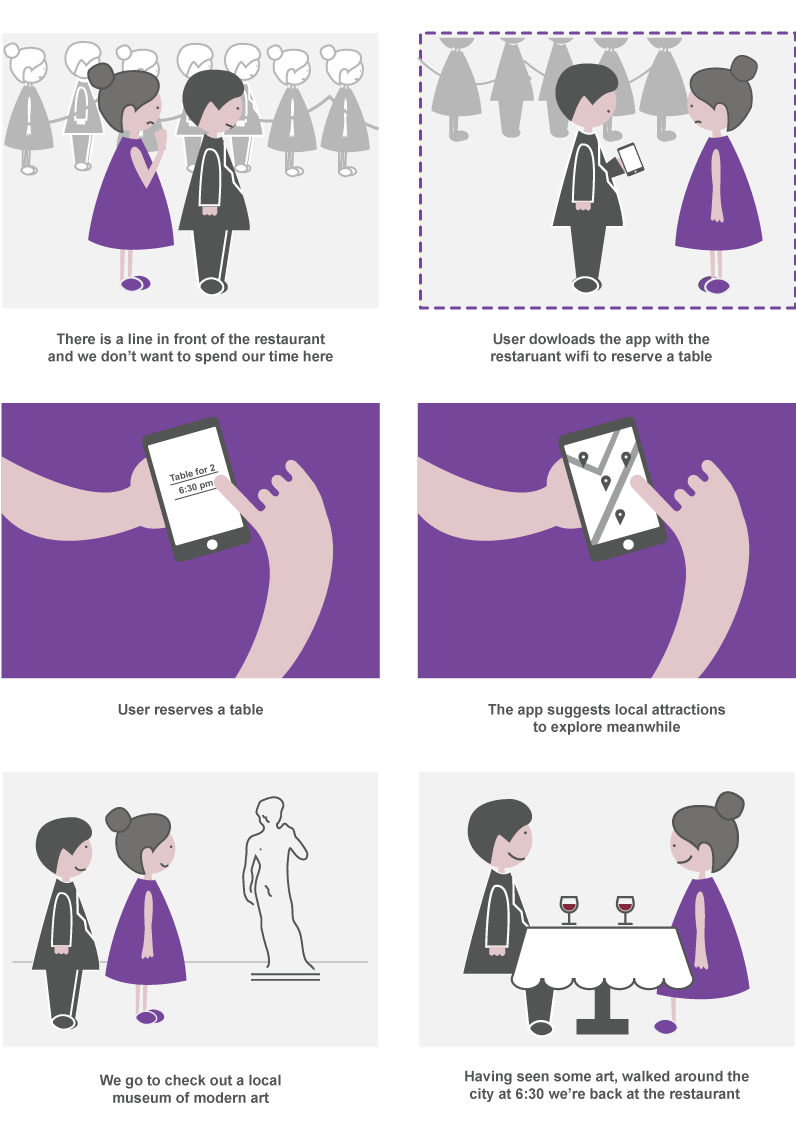 There is a line in front of the restaurant
and we don't want to spend our time here
User dowloads the app with the
restaruant wifi to reserve a table
Table for 2
6:30 pm
User reserves a table
The app suggests local attractions
to explore meanwhile
We go to check out a local
museum of modern art
Having seen some art, walked around the
city at 6:30 we're back at the restaurant